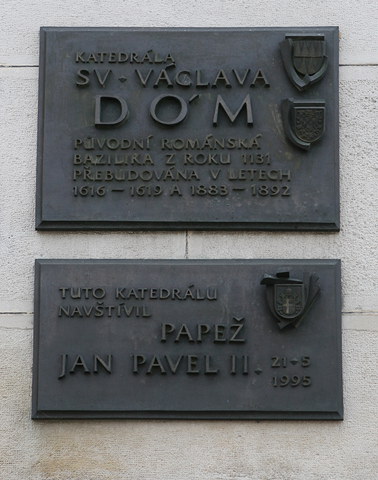 KATEDRÁLA
SV. VÁCLAVA
DÓM
PŮVODNÍ ROMÁNSKÁ
BAZILIKA Z ROKU 1131
PŘEBUDOVÁNA V LETECH
1616 – 1619 A 1883 – 1892
TUTO KATEDRÁLU
NAVŠTÍVIL
PAPEŽ
JAN PAVEL II. 21•5
1995